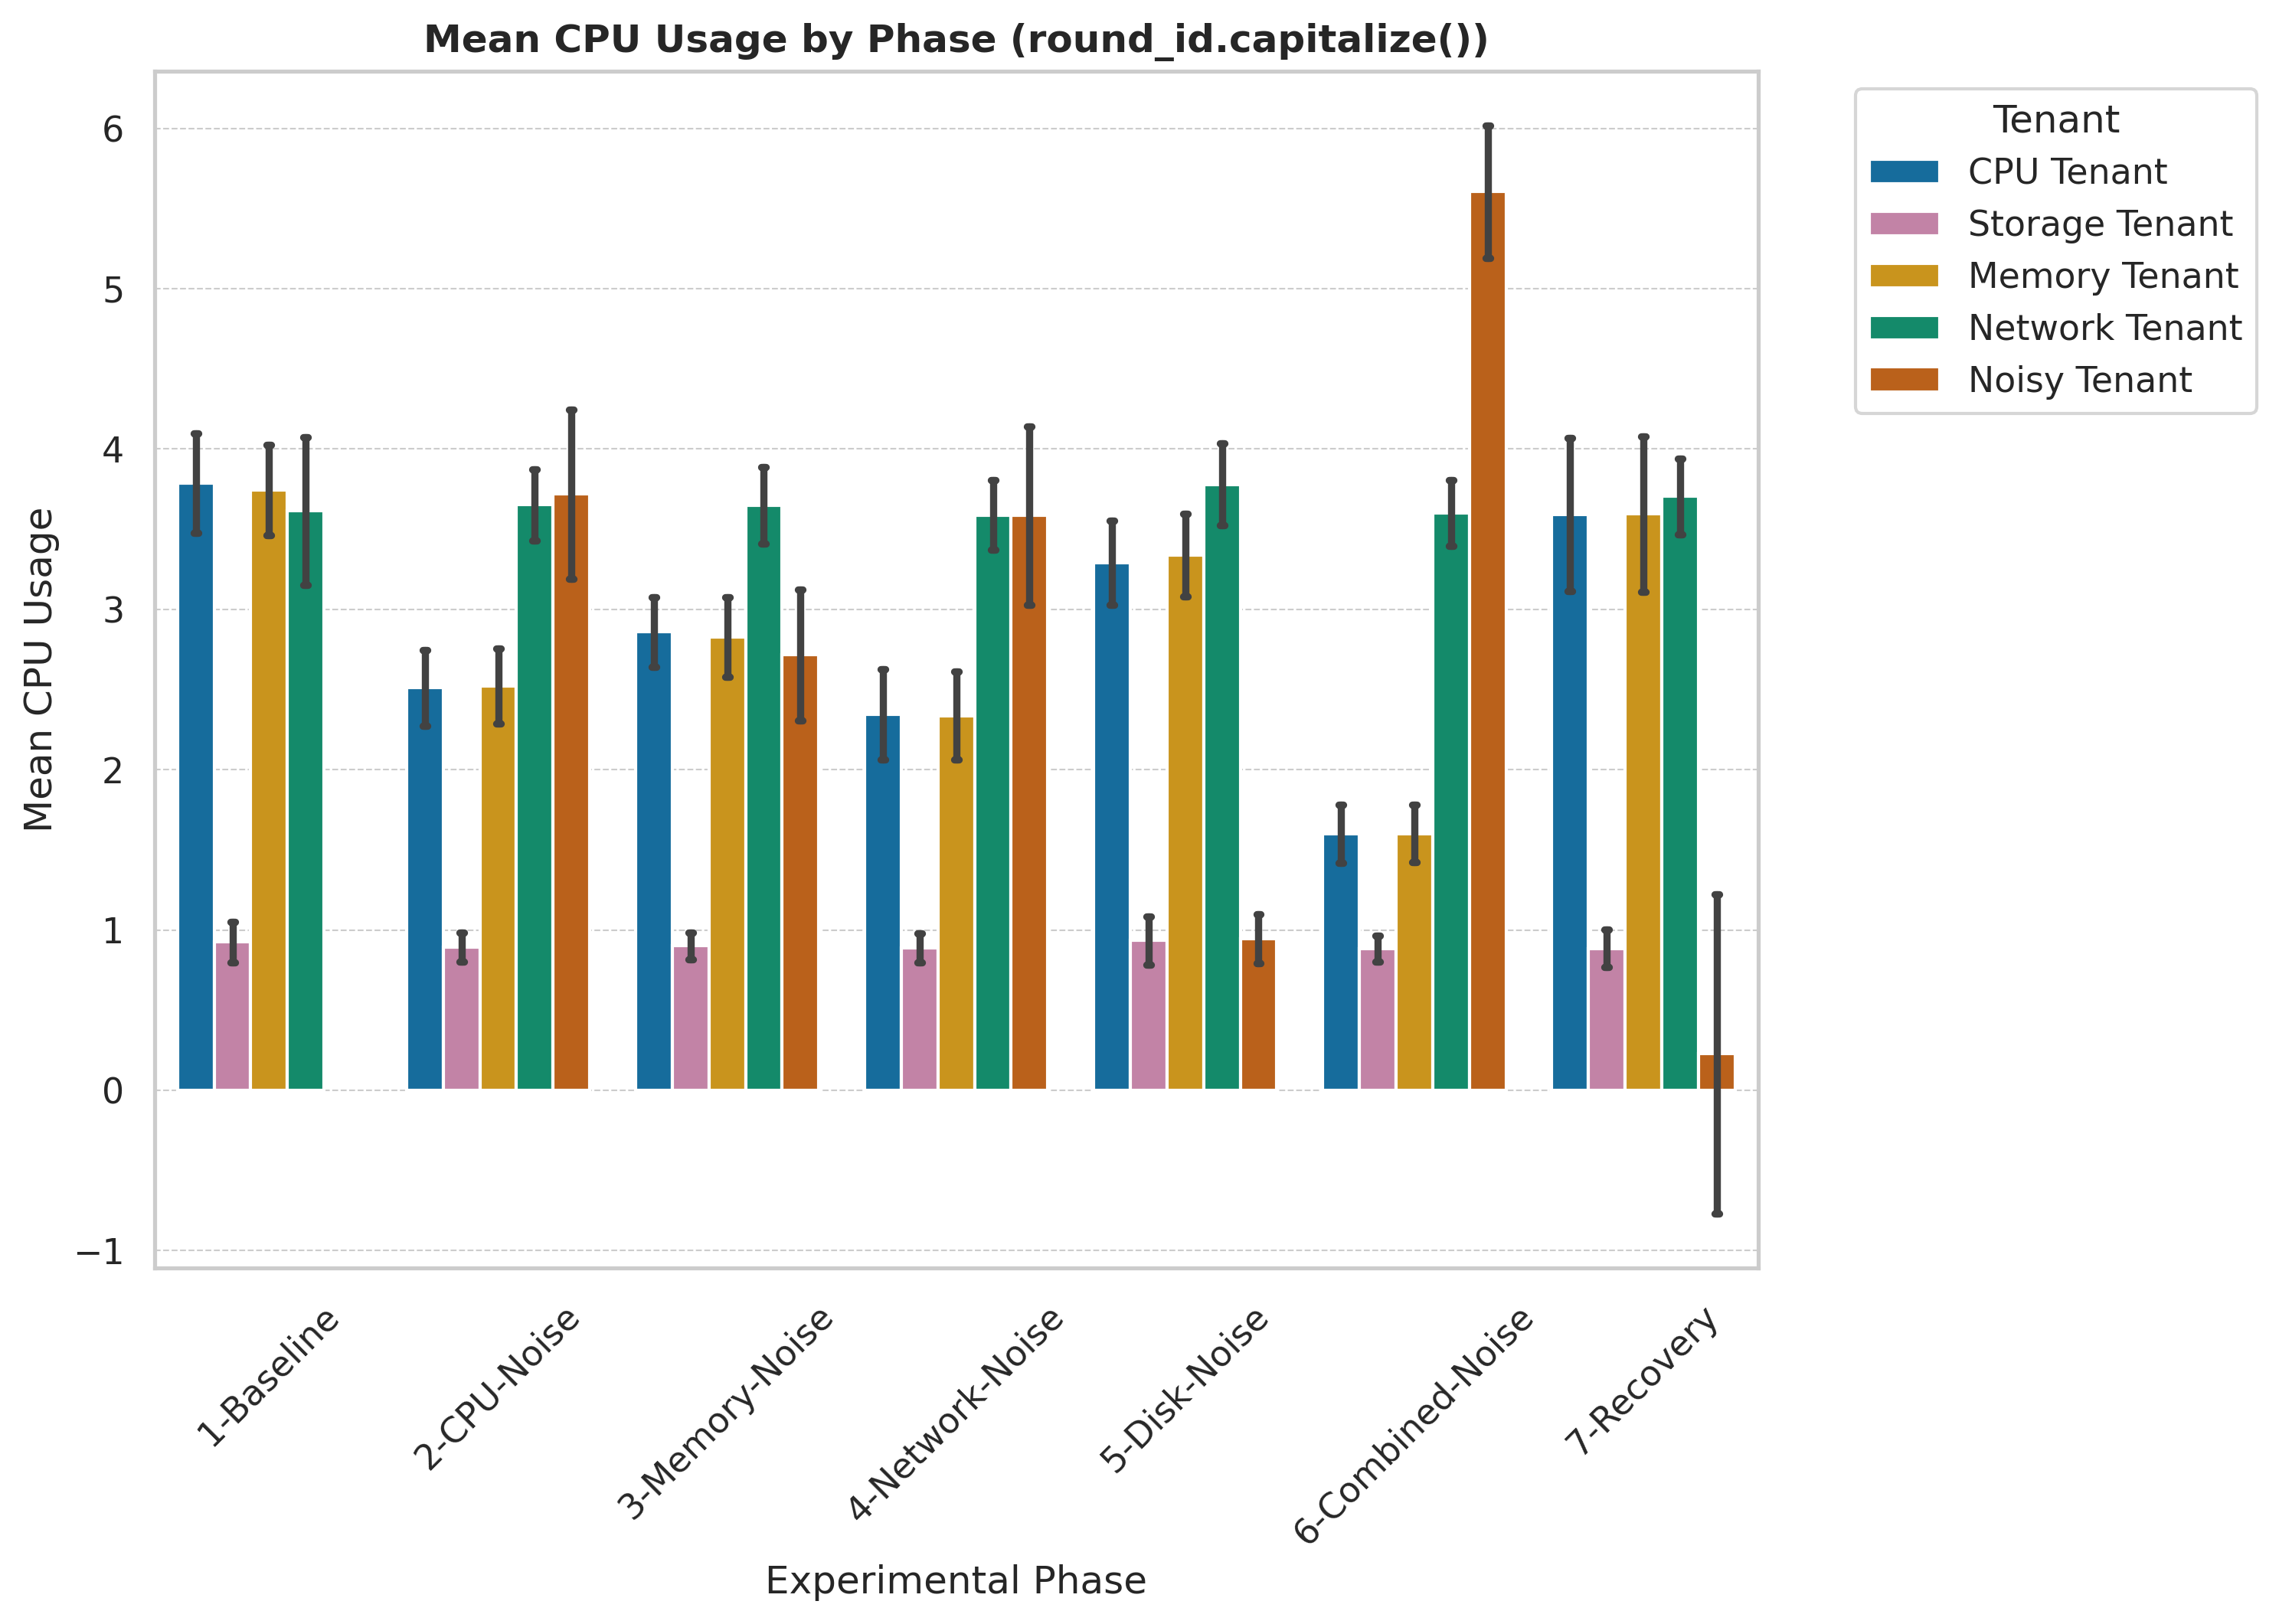 Mean CPU Usage by Phase (round_id.capitalize())
Mean CPU Usage
6
5
4
3
2
1
0
−1
1-Baseline
2-CPU-Noise
3-Memory-Noise
4-Network-Noise
5-Disk-Noise
6-Combined-Noise
7-Recovery
Experimental Phase
Tenant
CPU Tenant
Storage Tenant
Memory Tenant
Network Tenant
Noisy Tenant